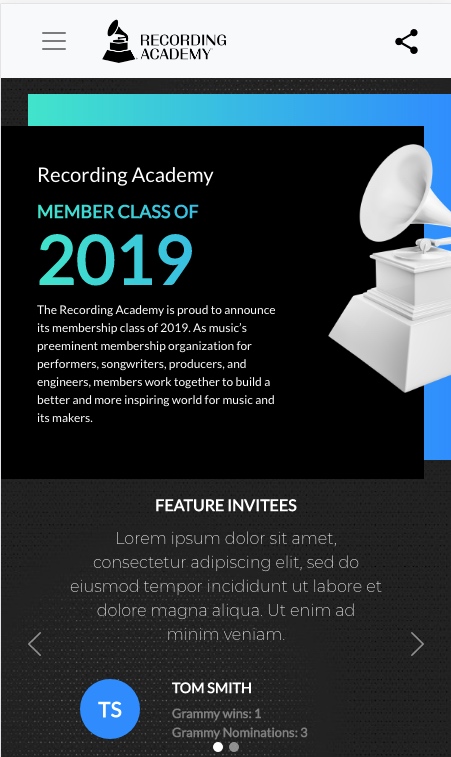 RECORDING
ACADEMY
Recording Academy
MEMBER CLASS OF
2019
The Recording Academy is proud to announce
its membership class of 2019. As music's
preeminent membership organization for
performers, songwriters, producers, and
engineers, members work together to build a
better and more inspiring world for music and
its makers.
FEATURE INVITEES
Lorem ipsum dolor sit amet,
consectetur adipiscing elit, sed do
eiusmod tempor incididunt ut labore et
dolore magna aliqua. Ut enim ad
minim veniam.
TS
TOM SMITH
Grammy wins: 1
Grammy Nominations: 3